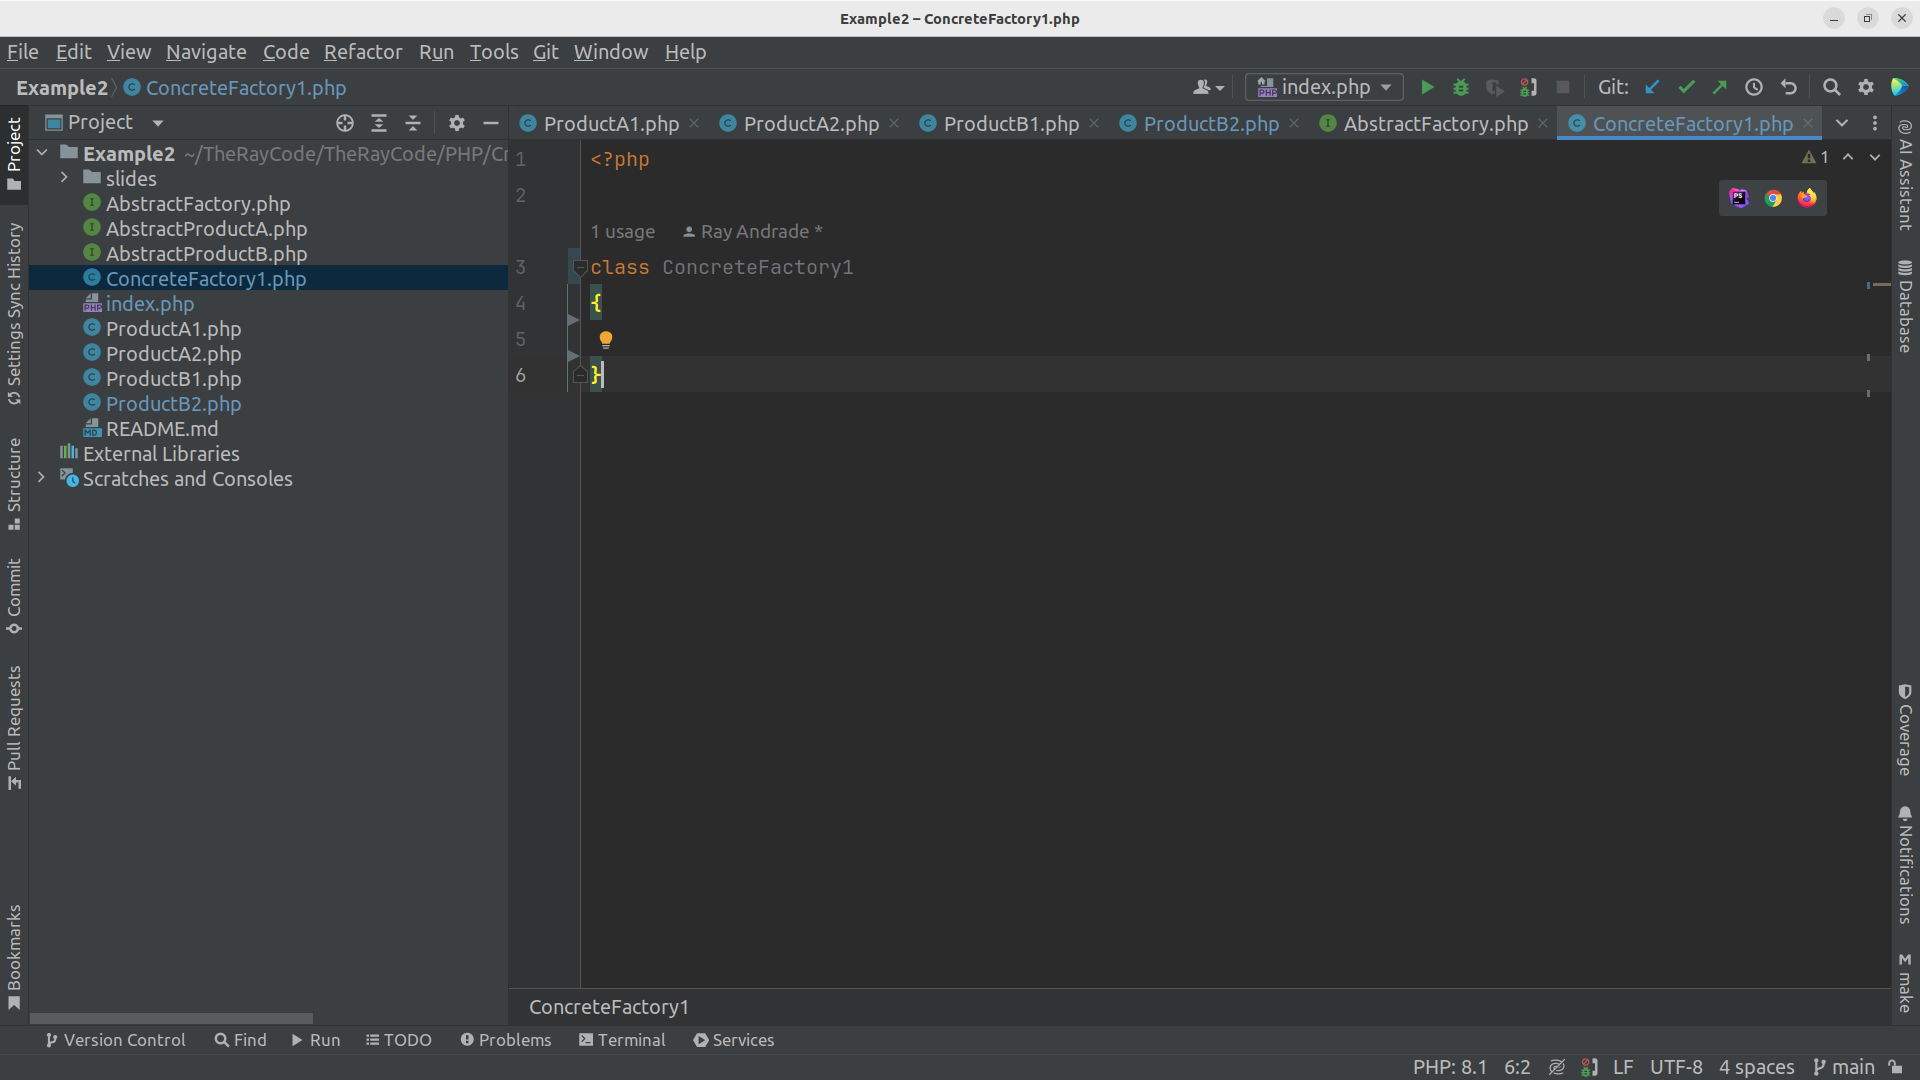 Example2 – ConcreteFactory1.php
File Edit View Navigate Code Refactor Run Tools Git Window Help
Example2 ConcreteFactory1.php
index.php
Git:
Project
ProductA1.php ProductA2.php ProductB1.php ProductB2.php AbstractFactory.php ConcreteFactory1.php
Example2 ~/TheRayCode/TheRayCode/PHP/Cr
slides
AbstractFactory.php
AbstractProductA.php
AbstractProductB.php
ConcreteFactory1.php
index.php
ProductA1.php
ProductA2.php
ProductB1.php
ProductB2.php
README.md
External Libraries
Scratches and Consoles
1 <?php
1
2
1 usage Ray Andrade *
3 class ConcreteFactory1
4 {
5
6 }
ConcreteFactory1
Project
Settings Sync History
Structure
Commit
Pull Requests
Bookmarks
AI Assistant
Database
Coverage
Notifications
make
Version Control Find Run TODO Problems Terminal Services
PHP: 8.1 6:2 LF UTF-8 4 spaces main